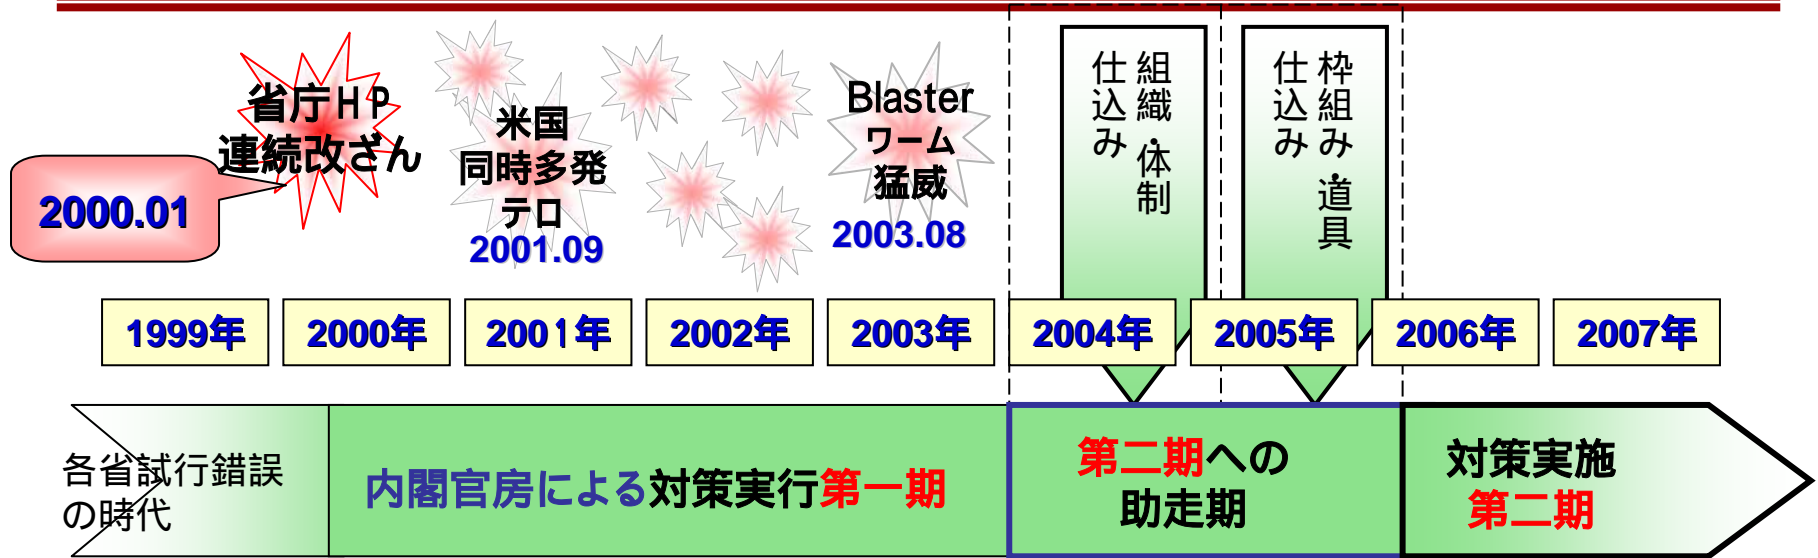 省庁HP
連続改ざん
2000.01
米国
同時多発
テロ
2001.09
Blaster
ワーム
猛威
2003.08
組織・体制
仕込み
枠組み・道具
仕込み
1999年
2000年
2001年
2002年
2003年
2004年
2005年
2006年
2007年
各省試行錯誤
の時代
内閣官房による対策実行第一期
第二期への
助走期
対策実施
第二期